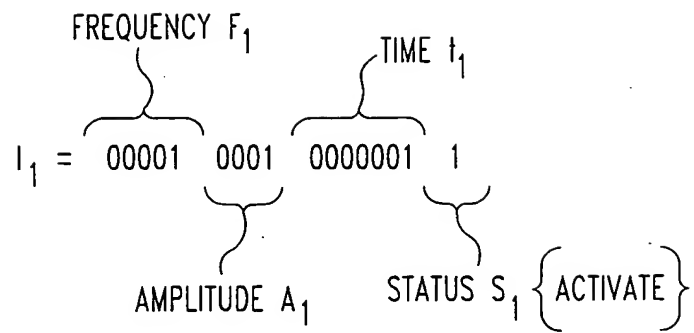 FREQUENCY F1
TIME t1
I1 = 00001 0001 0000001 1
AMPLITUDE A1
STATUS S1 {ACTIVATE}